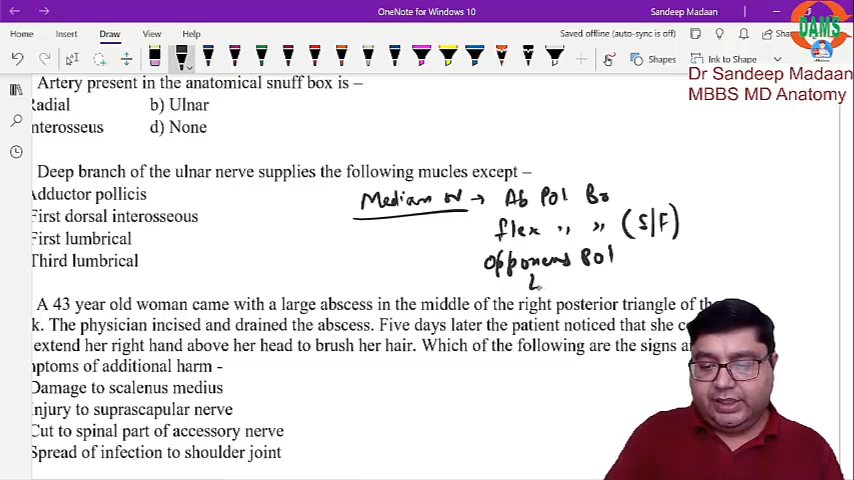 OneNote for Windows 10
Sandeep Madaan
Home Insert Draw View Help
Saved offline (auto-sync is off)
Shapes Ink to Shape
DAMS
Dr Sandeep Madaan
MBBS MD Anatomy
Artery present in the anatomical snuff box is –
Radial b) Ulnar
nterosseus d) None
Deep branch of the ulnar nerve supplies the following mucles except –
Adductor pollicis
First dorsal interosseous
First lumbrical
Third lumbrical
Median N → Ab Pol Br
flex " " (S/F)
Opponens Pol
A 43 year old woman came with a large abscess in the middle of the right posterior triangle of the
k. The physician incised and drained the abscess. Five days later the patient noticed that she co
extend her right hand above her head to brush her hair. Which of the following are the signs a
mptoms of additional harm -
Damage to scalenus medius
Injury to suprascapular nerve
Cut to spinal part of accessory nerve
Spread of infection to shoulder joint